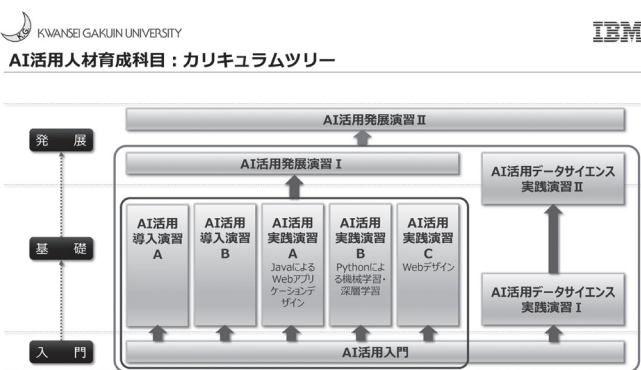 KWANSEI GAKUIN UNIVERSITY
IBM
AI活用人材育成科目：カリキュラムツリー
発 展
AI活用発展演習Ⅱ
AI活用発展演習Ⅰ
AI活用データサイエンス
実践演習Ⅱ
基 礎
AI活用
導入演習
A
AI活用
導入演習
B
AI活用
実践演習
A
Javaによる
Webアプリ
ケーションデ
ザイン
AI活用
実践演習
B
Pythonによ
る機械学習・
深層学習
AI活用
実践演習
C
Webデザイン
AI活用データサイエンス
実践演習Ⅰ
入 門
AI活用入門